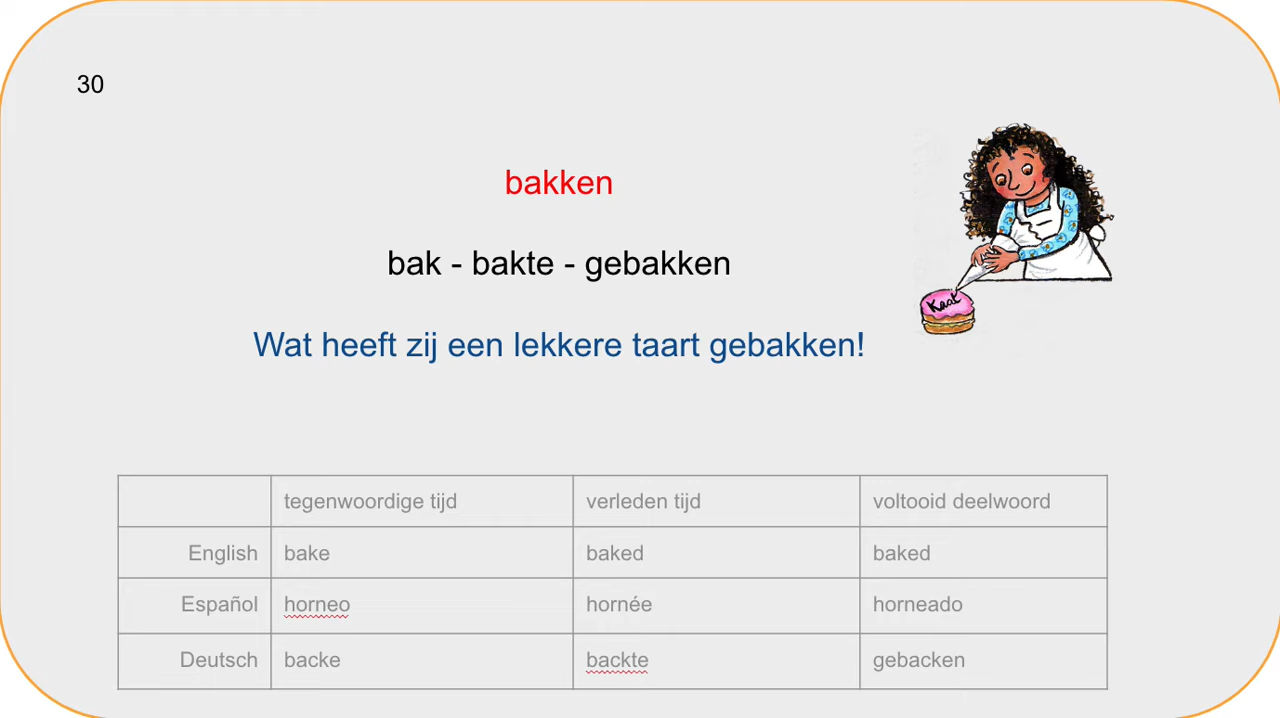 30
bakken
bak - bakte - gebakken
Kaat
Wat heeft zij een lekkere taart gebakken!
tegenwoordige tijd verleden tijd voltooid deelwoord
English bake baked baked
Español horneo hornée horneado
Deutsch backe backte gebacken